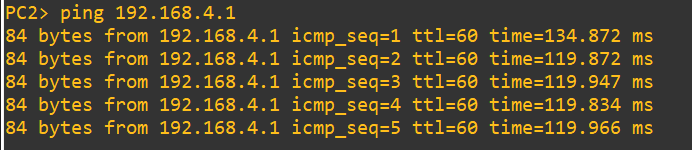 PC2> ping 192.168.4.1
84 bytes from 192.168.4.1 icmp_seq=1 ttl=60 time=134.872 ms
84 bytes from 192.168.4.1 icmp_seq=2 ttl=60 time=119.872 ms
84 bytes from 192.168.4.1 icmp_seq=3 ttl=60 time=119.947 ms
84 bytes from 192.168.4.1 icmp_seq=4 ttl=60 time=119.834 ms
84 bytes from 192.168.4.1 icmp_seq=5 ttl=60 time=119.966 ms